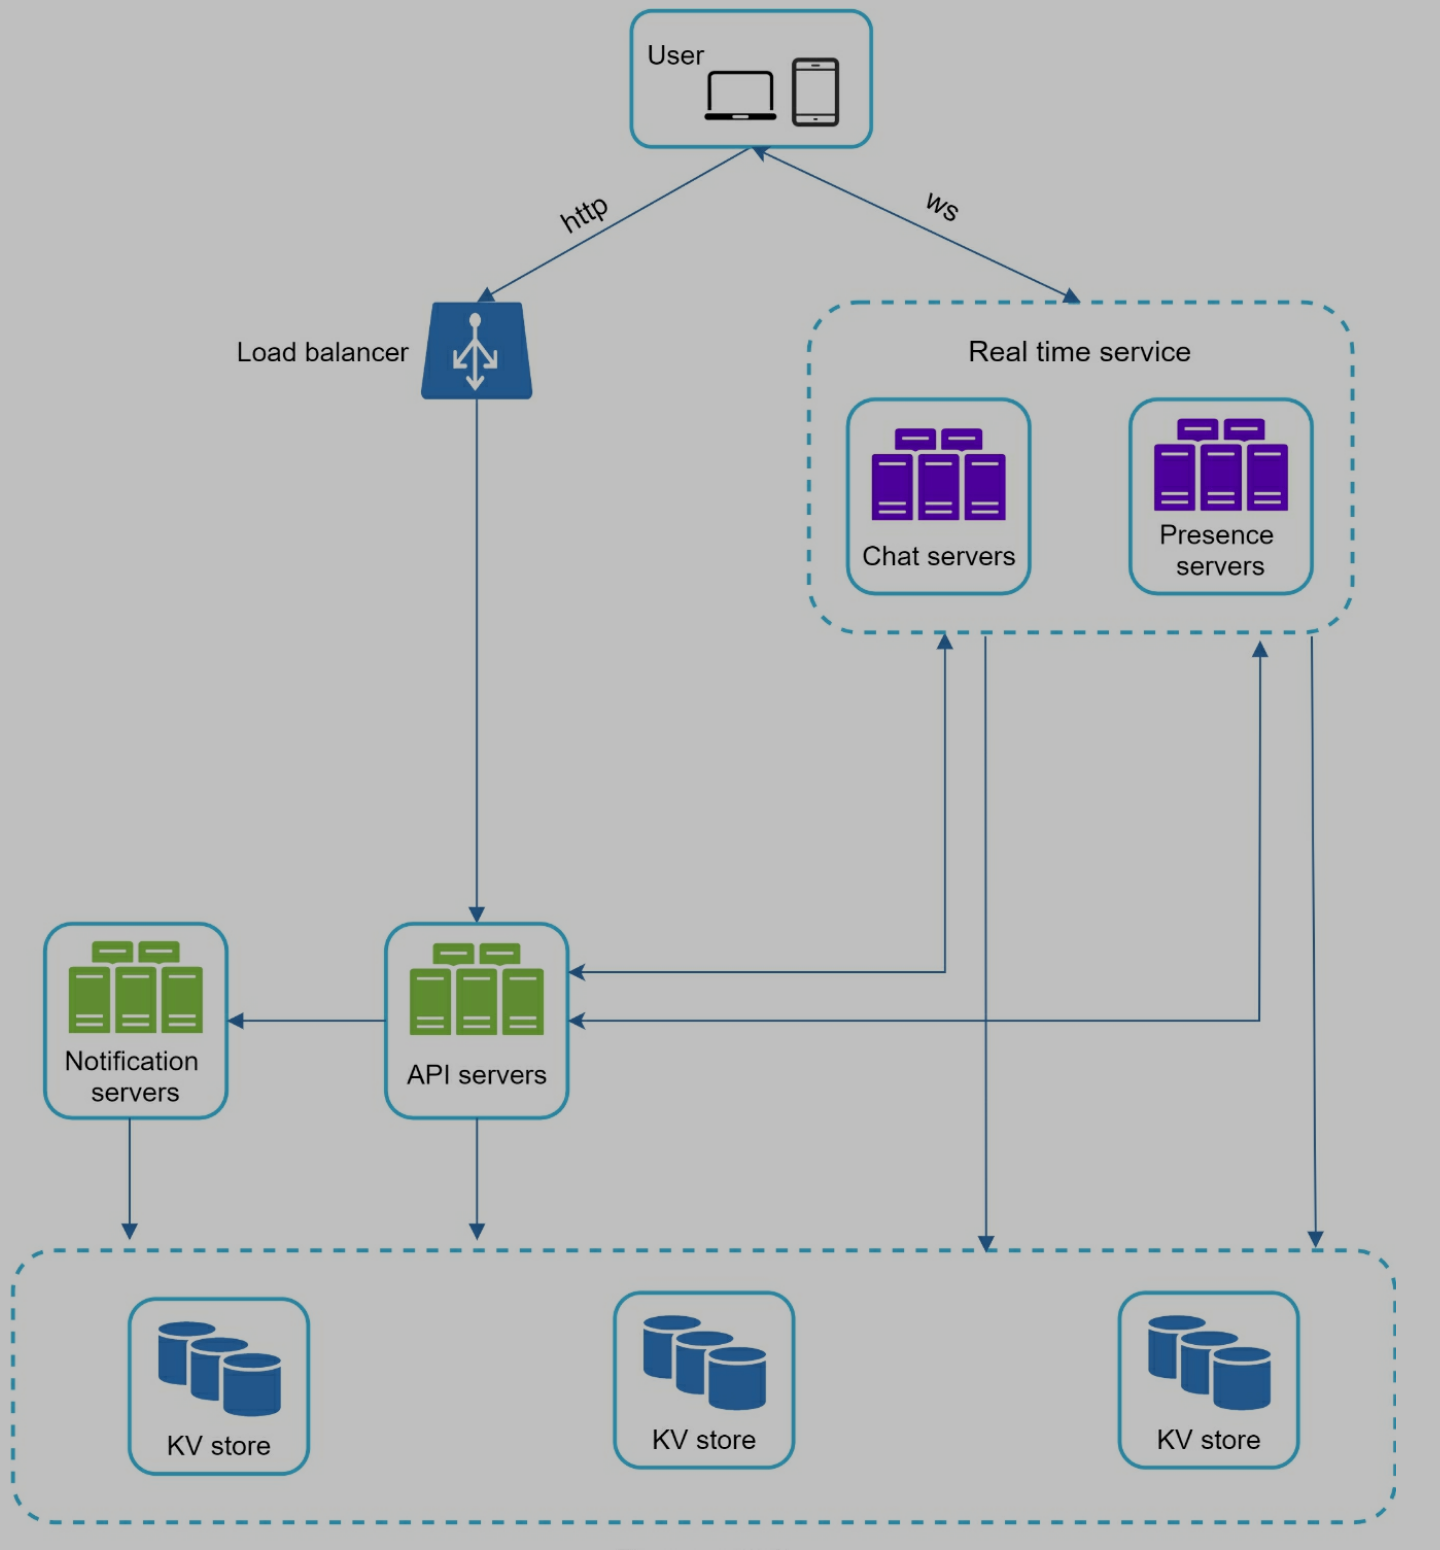 User
http
ws
Load balancer
Real time service
Chat servers
Presence
servers
Notification
servers
API servers
KV store
KV store
KV store